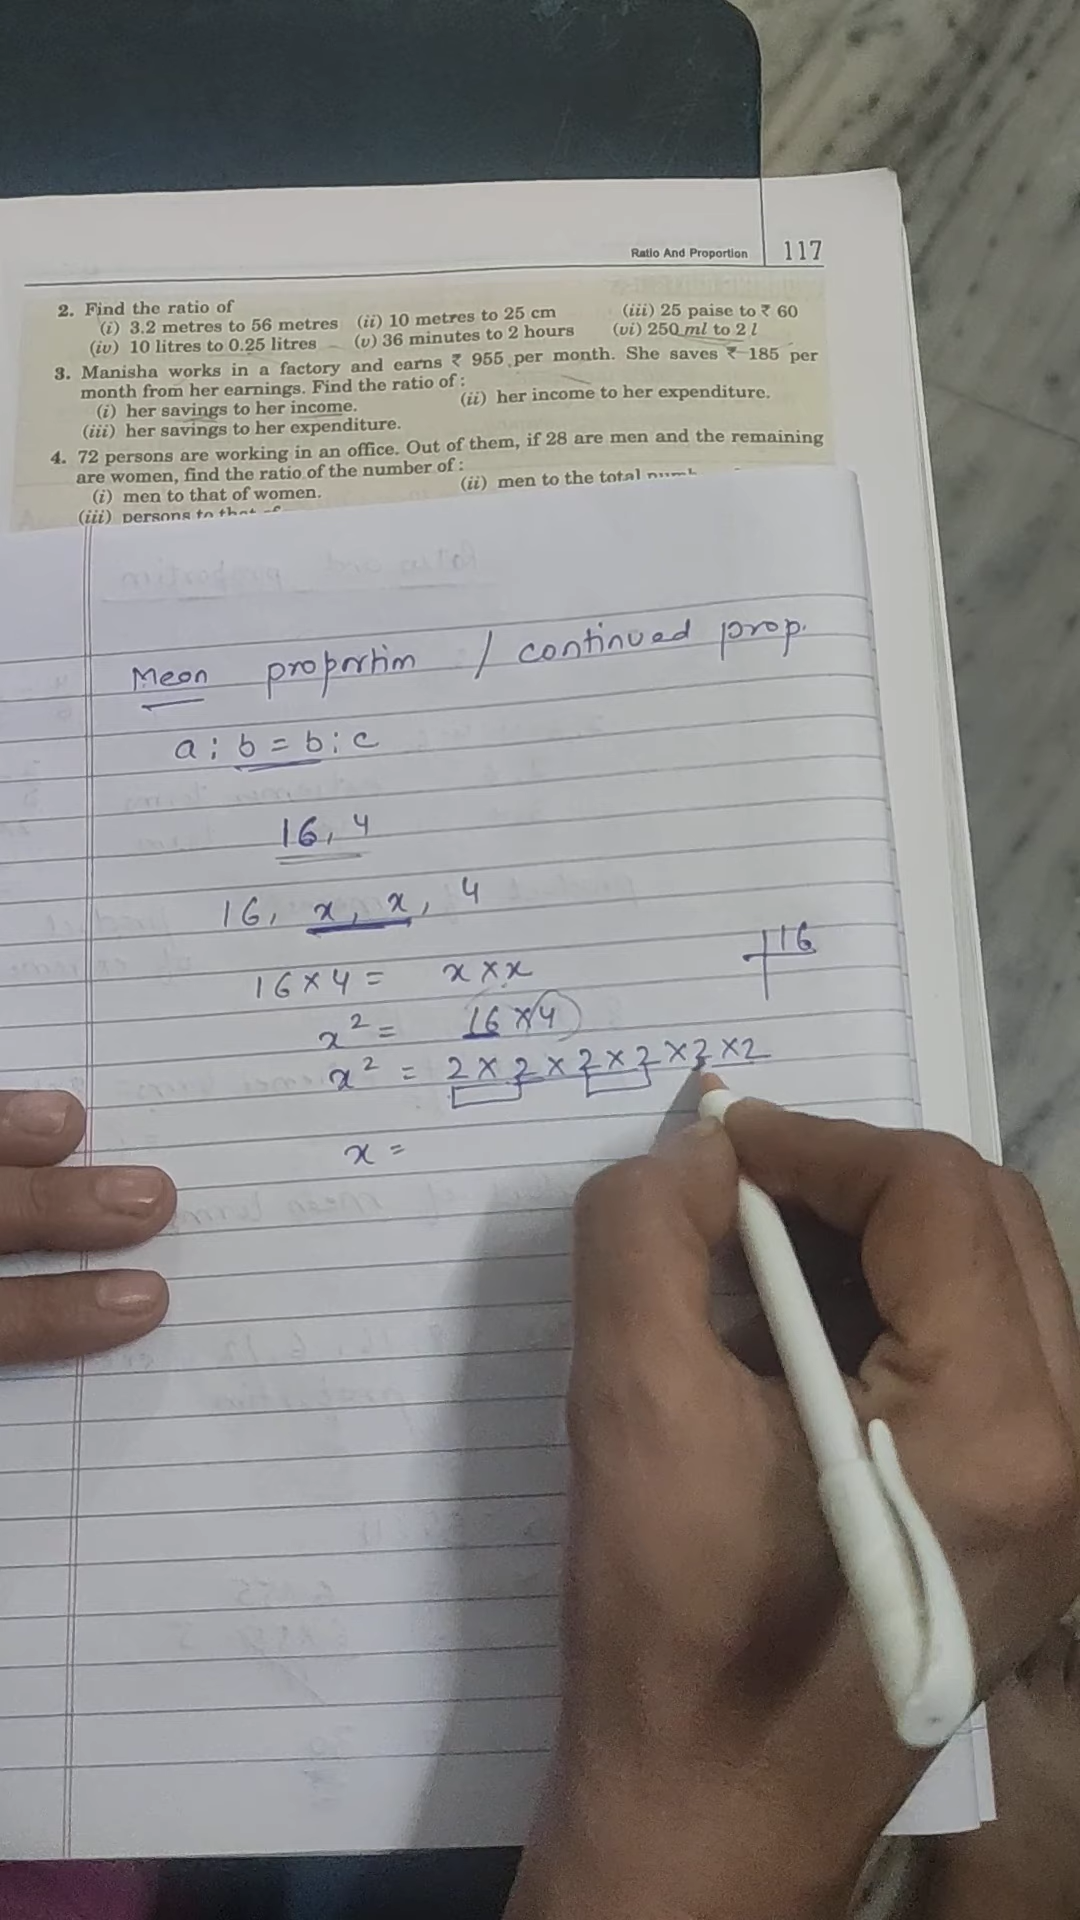 Ratio And Proportion 117
2. Find the ratio of
(i) 3.2 metres to 56 metres (ii) 10 metres to 25 cm (iii) 25 paise to ₹ 60
(iv) 10 litres to 0.25 litres (v) 36 minutes to 2 hours (vi) 250 ml to 2 l
3. Manisha works in a factory and earns ₹ 955 per month. She saves ₹ 185 per
month from her earnings. Find the ratio of :
(i) her savings to her income. (ii) her income to her expenditure.
(iii) her savings to her expenditure.
4. 72 persons are working in an office. Out of them, if 28 are men and the remaining
are women, find the ratio of the number of :
(i) men to that of women. (ii) men to the total
(iii) persons to that of
Mean proportion / continued prop.
a : b = b : c
16, 4
16, x, x, 4
16 × 4 = x × x
16
x² = 16 × 4
x² = 2 × 2 × 2 × 2 × 2 × 2
x =